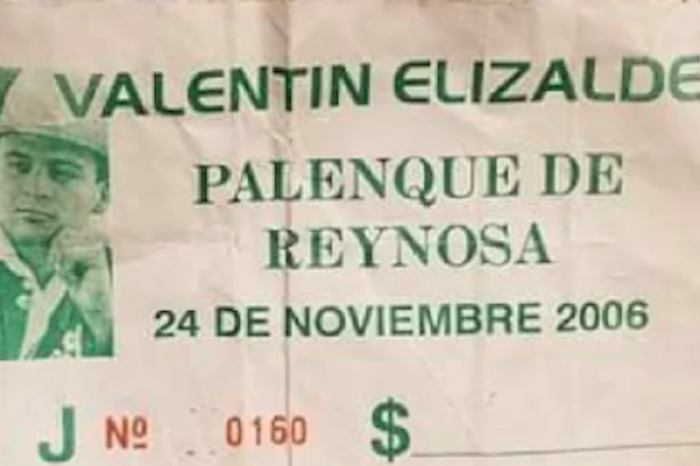 VALENTIN ELIZALDE
PALENQUE DE
REYNOSA
24 DE NOVIEMBRE 2006
J Nº 0160 $